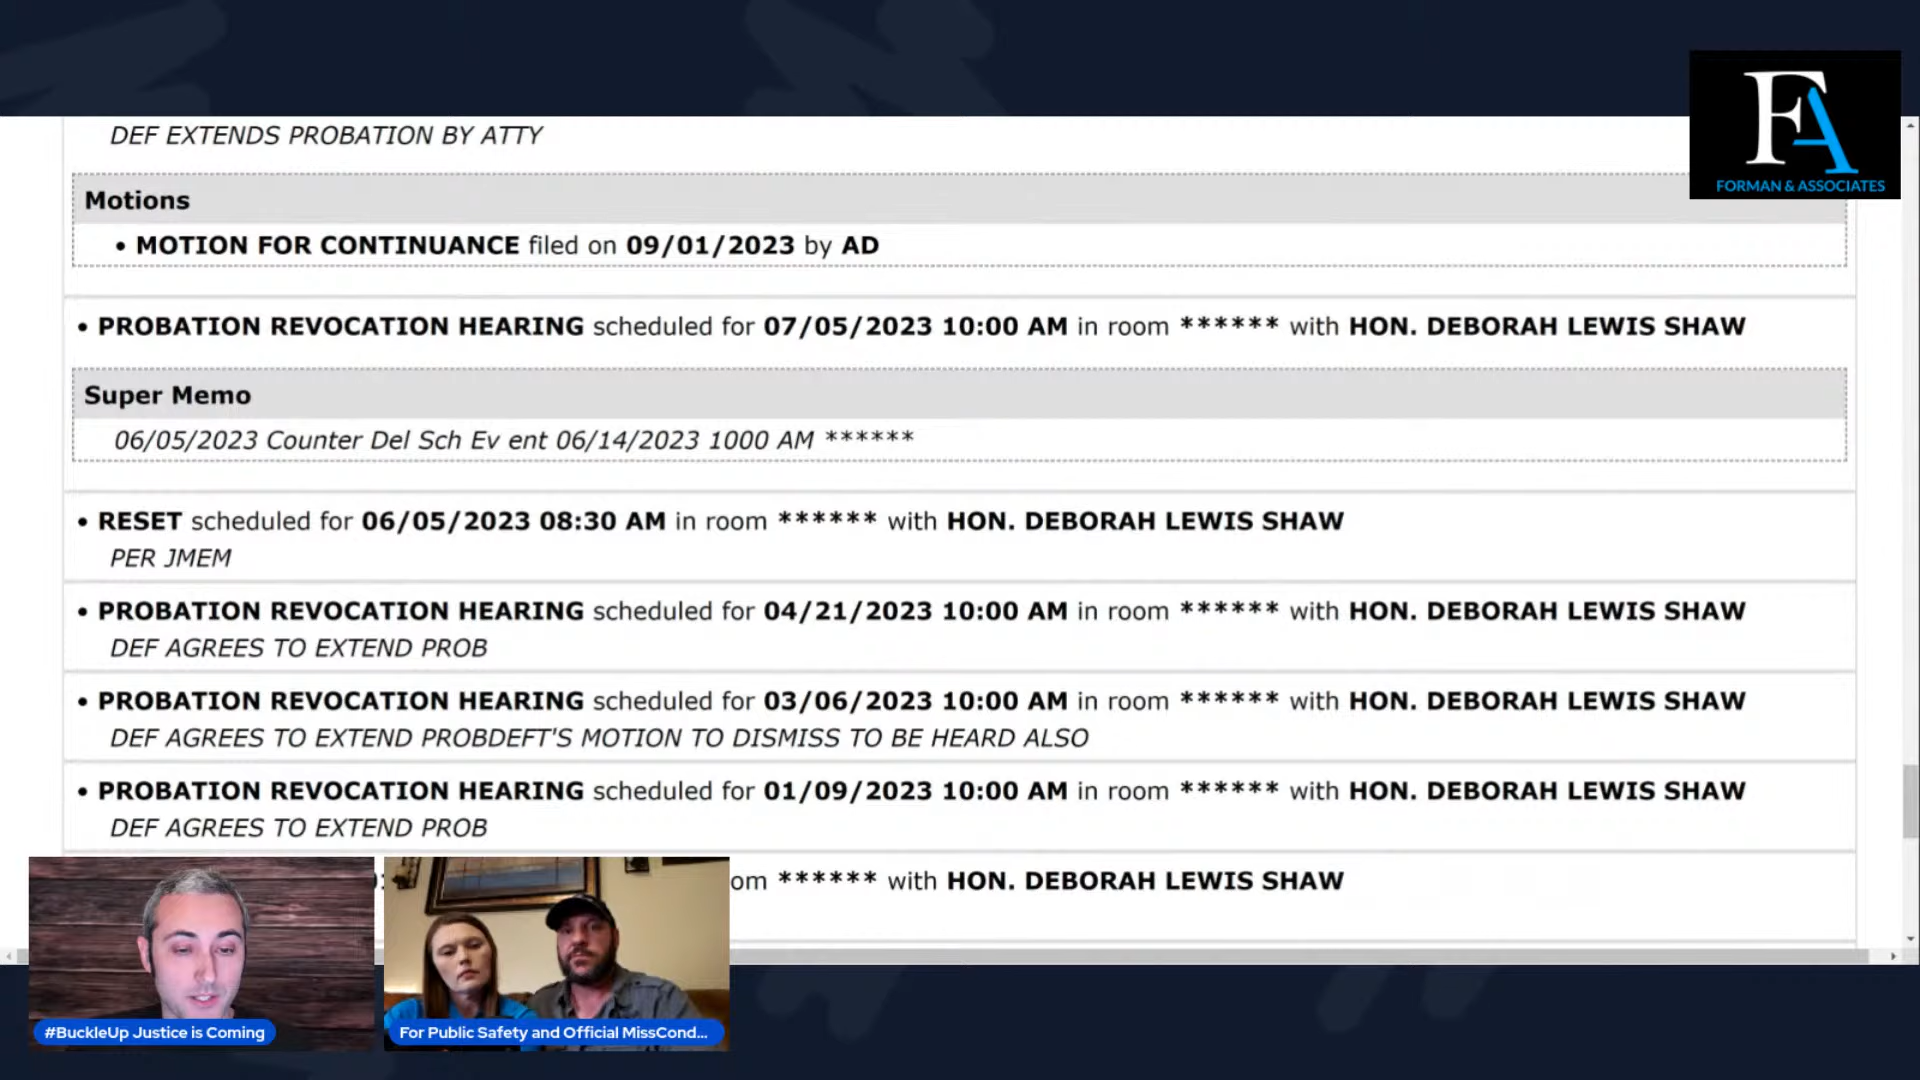 FA
FORMAN & ASSOCIATES
DEF EXTENDS PROBATION BY ATTY
Motions
• MOTION FOR CONTINUANCE filed on 09/01/2023 by AD
• PROBATION REVOCATION HEARING scheduled for 07/05/2023 10:00 AM in room ****** with HON. DEBORAH LEWIS SHAW
Super Memo
06/05/2023 Counter Del Sch Ev ent 06/14/2023 1000 AM ******
• RESET scheduled for 06/05/2023 08:30 AM in room ****** with HON. DEBORAH LEWIS SHAW
PER JMEM
• PROBATION REVOCATION HEARING scheduled for 04/21/2023 10:00 AM in room ****** with HON. DEBORAH LEWIS SHAW
DEF AGREES TO EXTEND PROB
• PROBATION REVOCATION HEARING scheduled for 03/06/2023 10:00 AM in room ****** with HON. DEBORAH LEWIS SHAW
DEF AGREES TO EXTEND PROBDEFT'S MOTION TO DISMISS TO BE HEARD ALSO
• PROBATION REVOCATION HEARING scheduled for 01/09/2023 10:00 AM in room ****** with HON. DEBORAH LEWIS SHAW
DEF AGREES TO EXTEND PROB
****** with HON. DEBORAH LEWIS SHAW
#BuckleUp Justice is Coming
For Public Safety and Official MissCond...